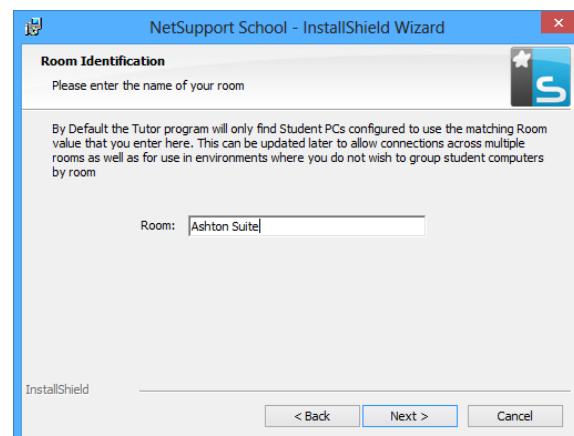 NetSupport School - InstallShield Wizard
Room Identification
Please enter the name of your room
S
By Default the Tutor program will only find Student PCs configured to use the matching Room
value that you enter here. This can be updated later to allow connections across multiple
rooms as well as for use in environments where you do not wish to group student computers
by room
Room: Ashton Suite
InstallShield
< Back Next > Cancel